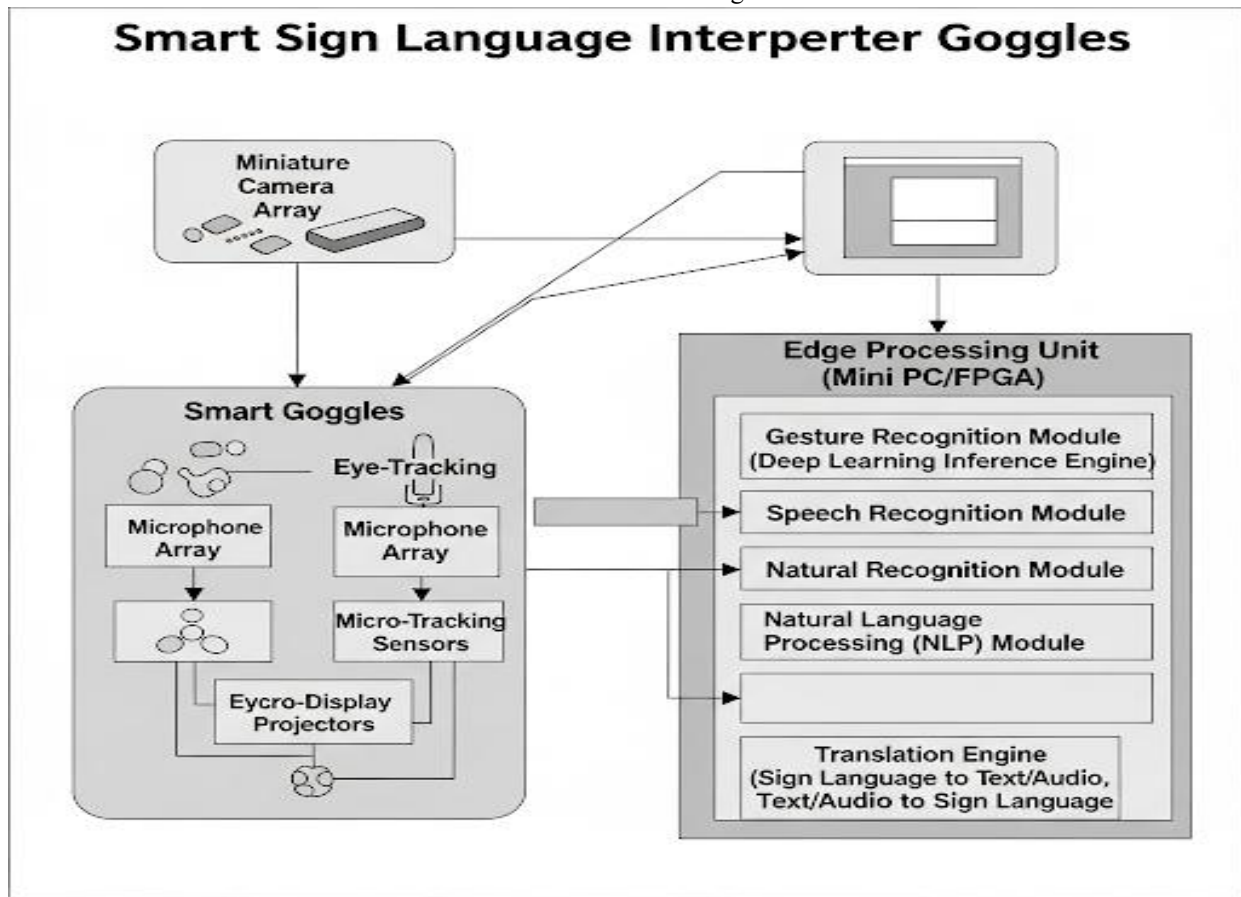 Smart Sign Language Interperter Goggles
Miniature
Camera
Array
Smart Goggles
Eye-Tracking
Microphone
Array
Microphone
Array
Micro-Tracking
Sensors
Eycro-Display
Projectors
Edge Processing Unit
(Mini PC/FPGA)
Gesture Recognition Module
(Deep Learning Inference Engine)
Speech Recognition Module
Natural Recognition Module
Natural Language
Processing (NLP) Module
Translation Engine
(Sign Language to Text/Audio,
Text/Audio to Sign Language